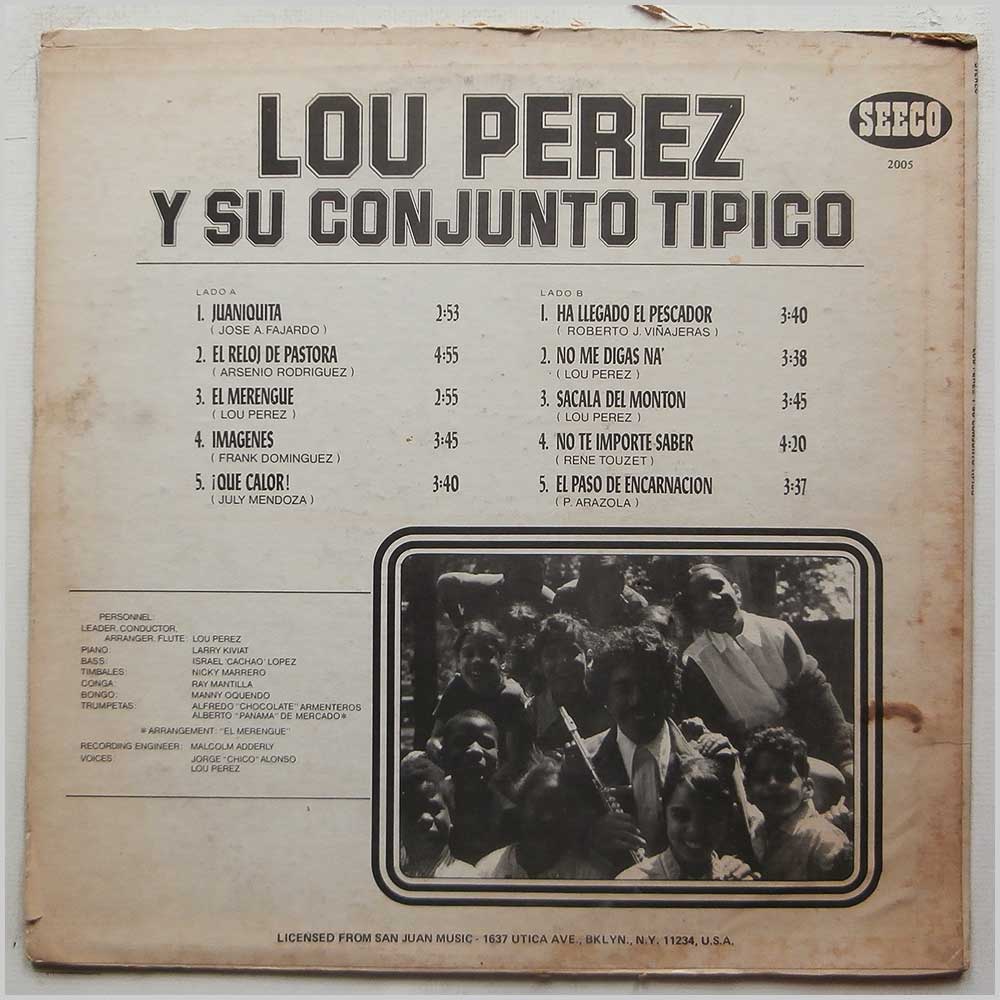 LOU PEREZ
Y SU CONJUNTO TIPICO
SEECO
2005
LADO A
1. JUANIQUITA 2:53
( JOSE A. FAJARDO )
2. EL RELOJ DE PASTORA 4:55
( ARSENIO RODRIGUEZ )
3. EL MERENGUE 2:55
( LOU PEREZ )
4. IMAGENES 3:45
( FRANK DOMINGUEZ )
5. ¡QUE CALOR! 3:40
( JULY MENDOZA )
LADO B
1. HA LLEGADO EL PESCADOR 3:40
( ROBERTO J. VIÑAJERAS )
2. NO ME DIGAS NA' 3:38
( LOU PEREZ )
3. SACALA DEL MONTON 3:45
( LOU PEREZ )
4. NO TE IMPORTE SABER 4:20
( RENE TOUZET )
5. EL PASO DE ENCARNACION 3:37
( P. ARAZOLA )
PERSONNEL:
LEADER, CONDUCTOR,
ARRANGER, FLUTE: LOU PEREZ
PIANO: LARRY KIVIAT
BASS: ISRAEL 'CACHAO' LOPEZ
TIMBALES: NICKY MARRERO
CONGA: RAY MANTILLA
BONGO: MANNY OQUENDO
TRUMPETAS: ALFREDO "CHOCOLATE" ARMENTEROS
ALBERTO "PANAMA" DE MERCADO*
* ARRANGEMENT: "EL MERENGUE"
RECORDING ENGINEER: MALCOLM ADDERLY
VOICES: JORGE "CHICO" ALONSO
LOU PEREZ
LICENSED FROM SAN JUAN MUSIC - 1637 UTICA AVE., BKLYN., N.Y. 11234, U.S.A.